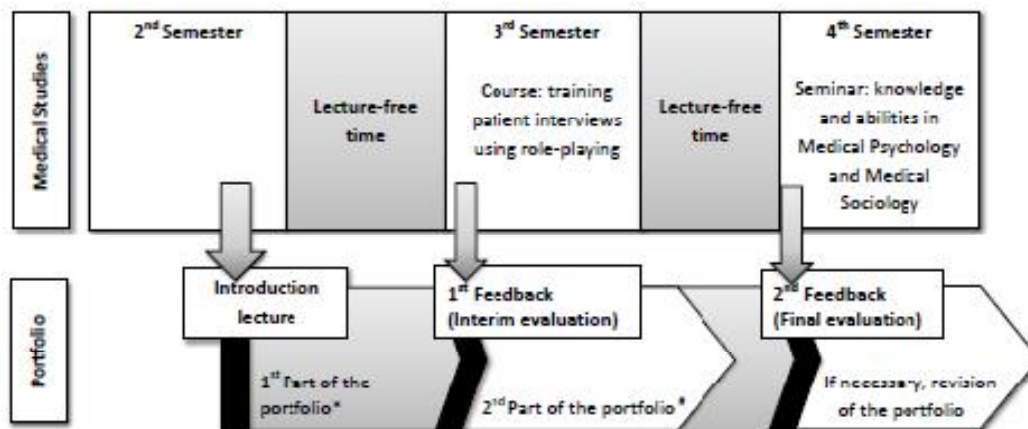 Medical Studies
2nd Semester
Lecture-free
time
3rd Semester
Course: training
patient interviews
using role-playing
Lecture-free
time
4th Semester
Seminar: knowledge
and abilities in
Medical Psychology
and Medical
Sociology
Portfolio
Introduction
lecture
1st Feedback
(Interim evaluation)
2nd Feedback
(Final evaluation)
1st Part of the
portfolio*
2nd Part of the portfolio#
If necessary, revision
of the portfolio